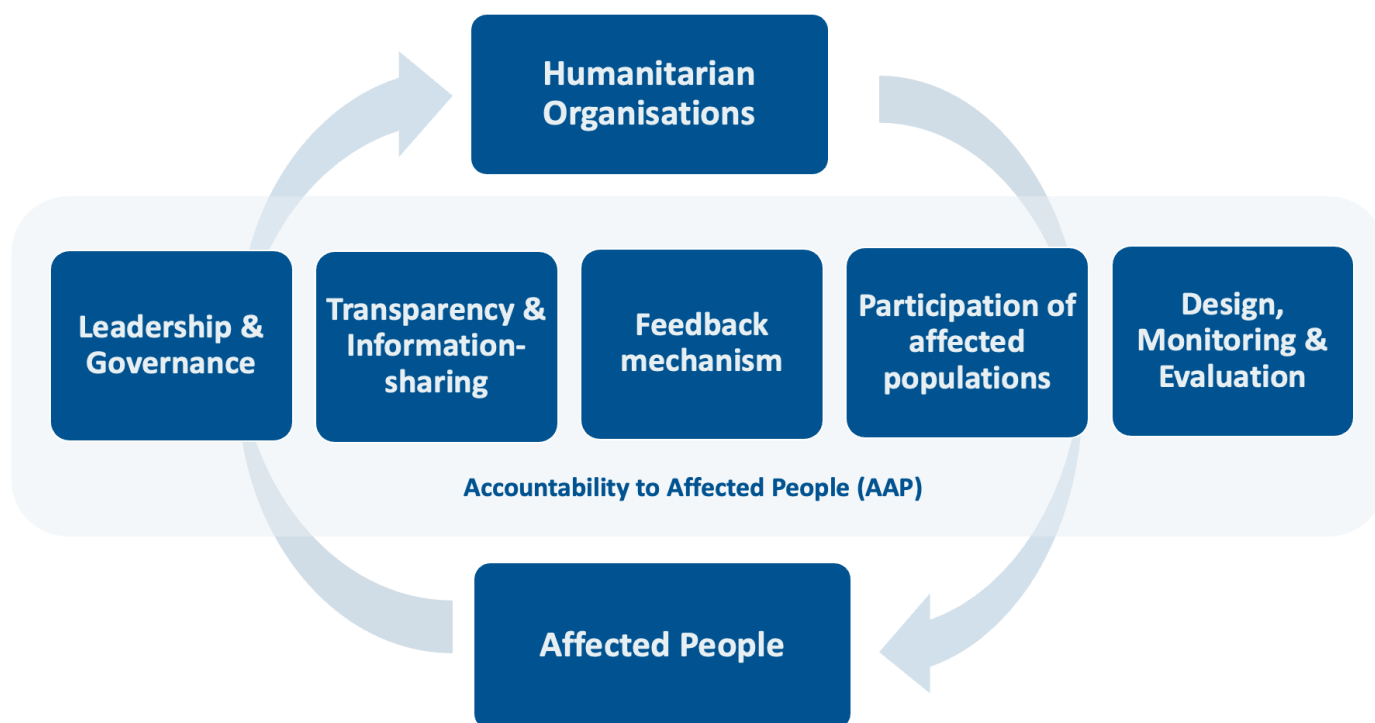 Humanitarian
Organisations
Leadership &
Governance
Transparency &
Information-
sharing
Feedback
mechanism
Participation of
affected
populations
Design,
Monitoring &
Evaluation
Accountability to Affected People (AAP)
Affected People